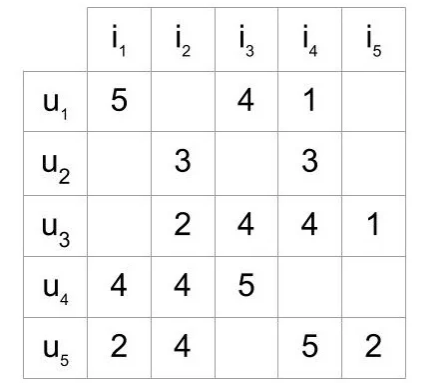 i₁ i₂ i₃ i₄ i₅
u₁ 5 4 1
u₂ 3 3
u₃ 2 4 4 1
u₄ 4 4 5
u₅ 2 4 5 2